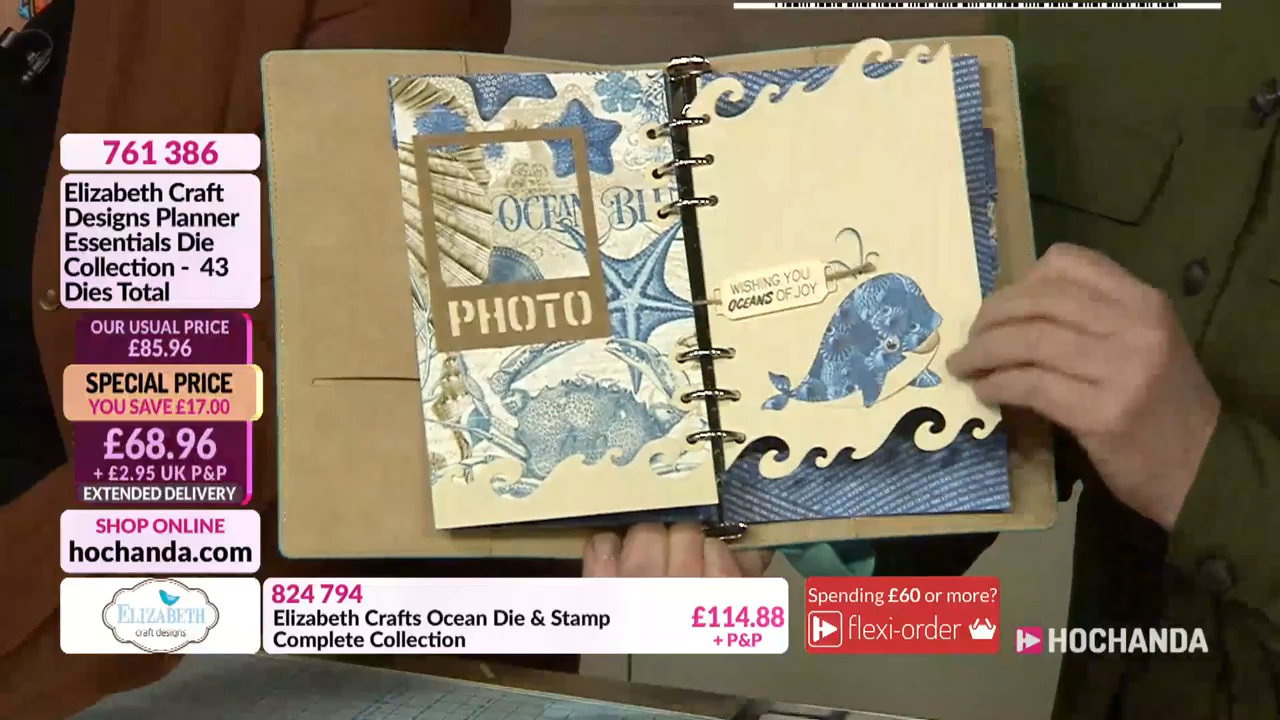 761 386
Elizabeth Craft
Designs Planner
Essentials Die
Collection - 43
Dies Total
OUR USUAL PRICE
£85.96
SPECIAL PRICE
YOU SAVE £17.00
£68.96
+ £2.95 UK P&P
EXTENDED DELIVERY
SHOP ONLINE
hochanda.com
OCEAN BLU
PHOTO
WISHING YOU
OCEANS OF JOY
ELIZABETH
craft designs
824 794
Elizabeth Crafts Ocean Die & Stamp
Complete Collection
£114.88
+ P&P
Spending £60 or more?
flexi-order
HOCHANDA